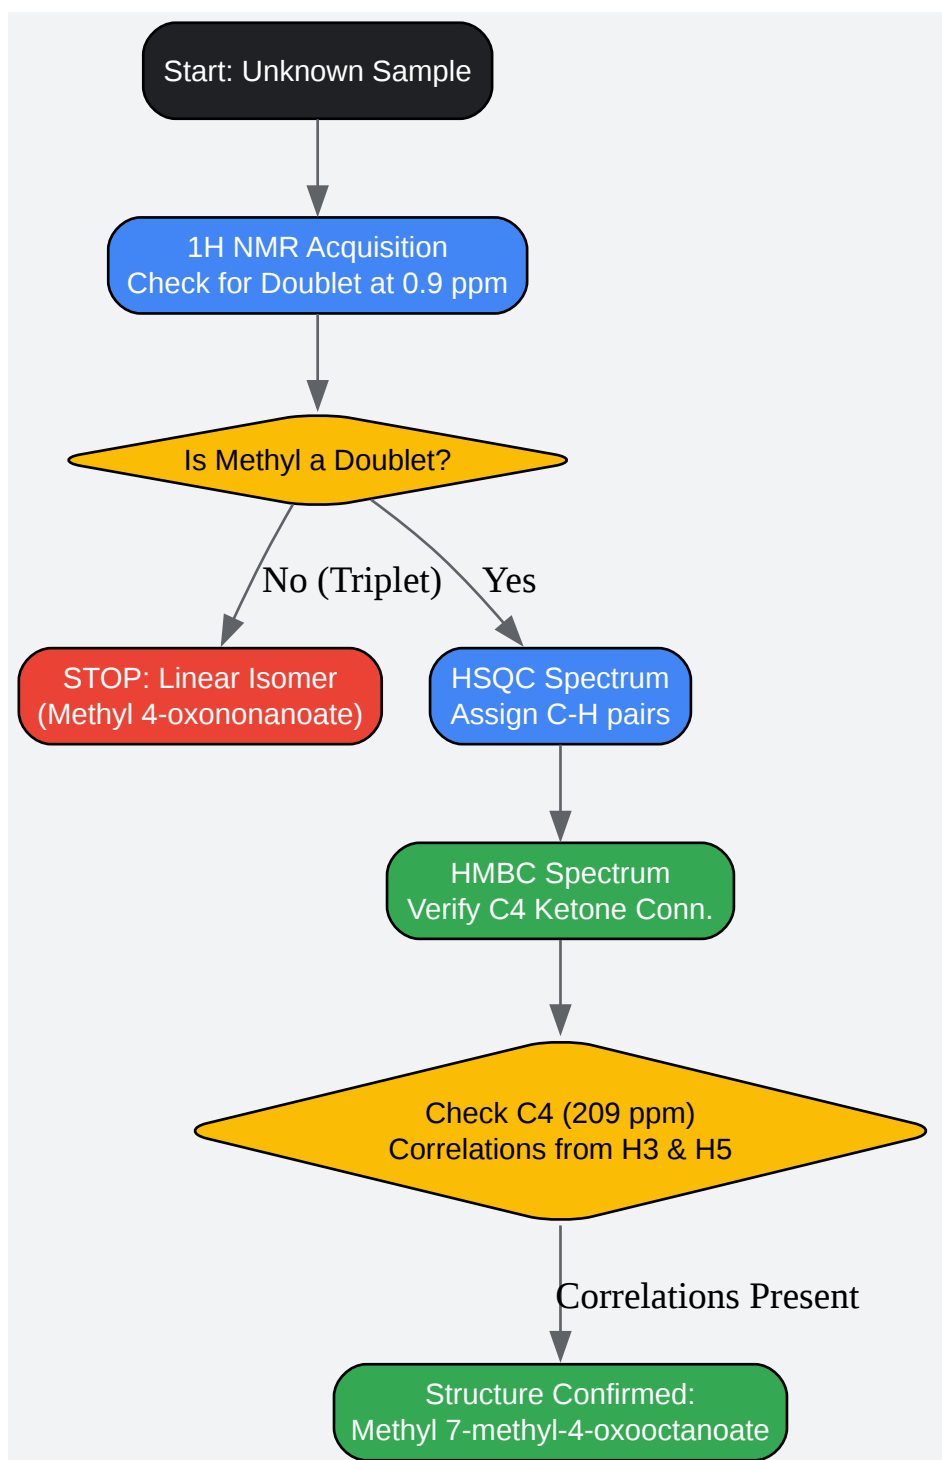 Start: Unknown Sample
1H NMR Acquisition
Check for Doublet at 0.9 ppm
Is Methyl a Doublet?
No (Triplet)
Yes
STOP: Linear Isomer
(Methyl 4-oxononanoate)
HSQC Spectrum
Assign C-H pairs
HMBC Spectrum
Verify C4 Ketone Conn.
Check C4 (209 ppm)
Correlations from H3 & H5
Correlations Present
Structure Confirmed:
Methyl 7-methyl-4-oxooctanoate